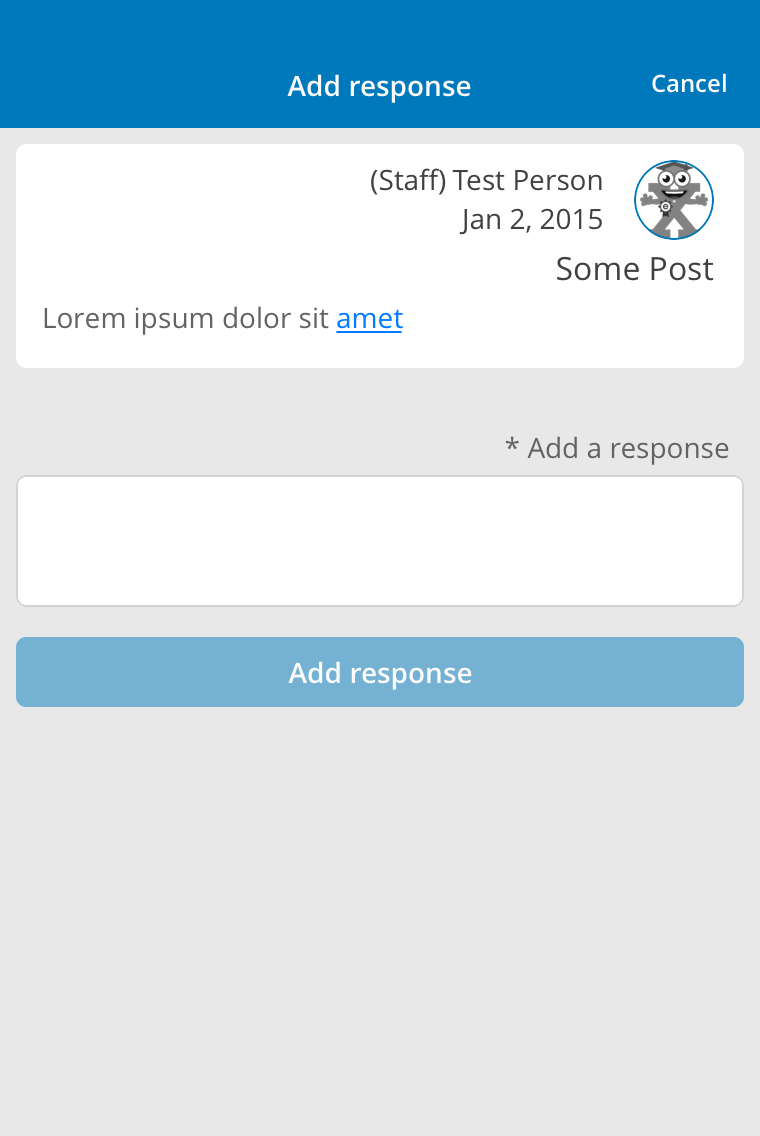 Add response
Cancel
(Staff) Test Person
Jan 2, 2015
Some Post
Lorem ipsum dolor sit amet
* Add a response
Add response